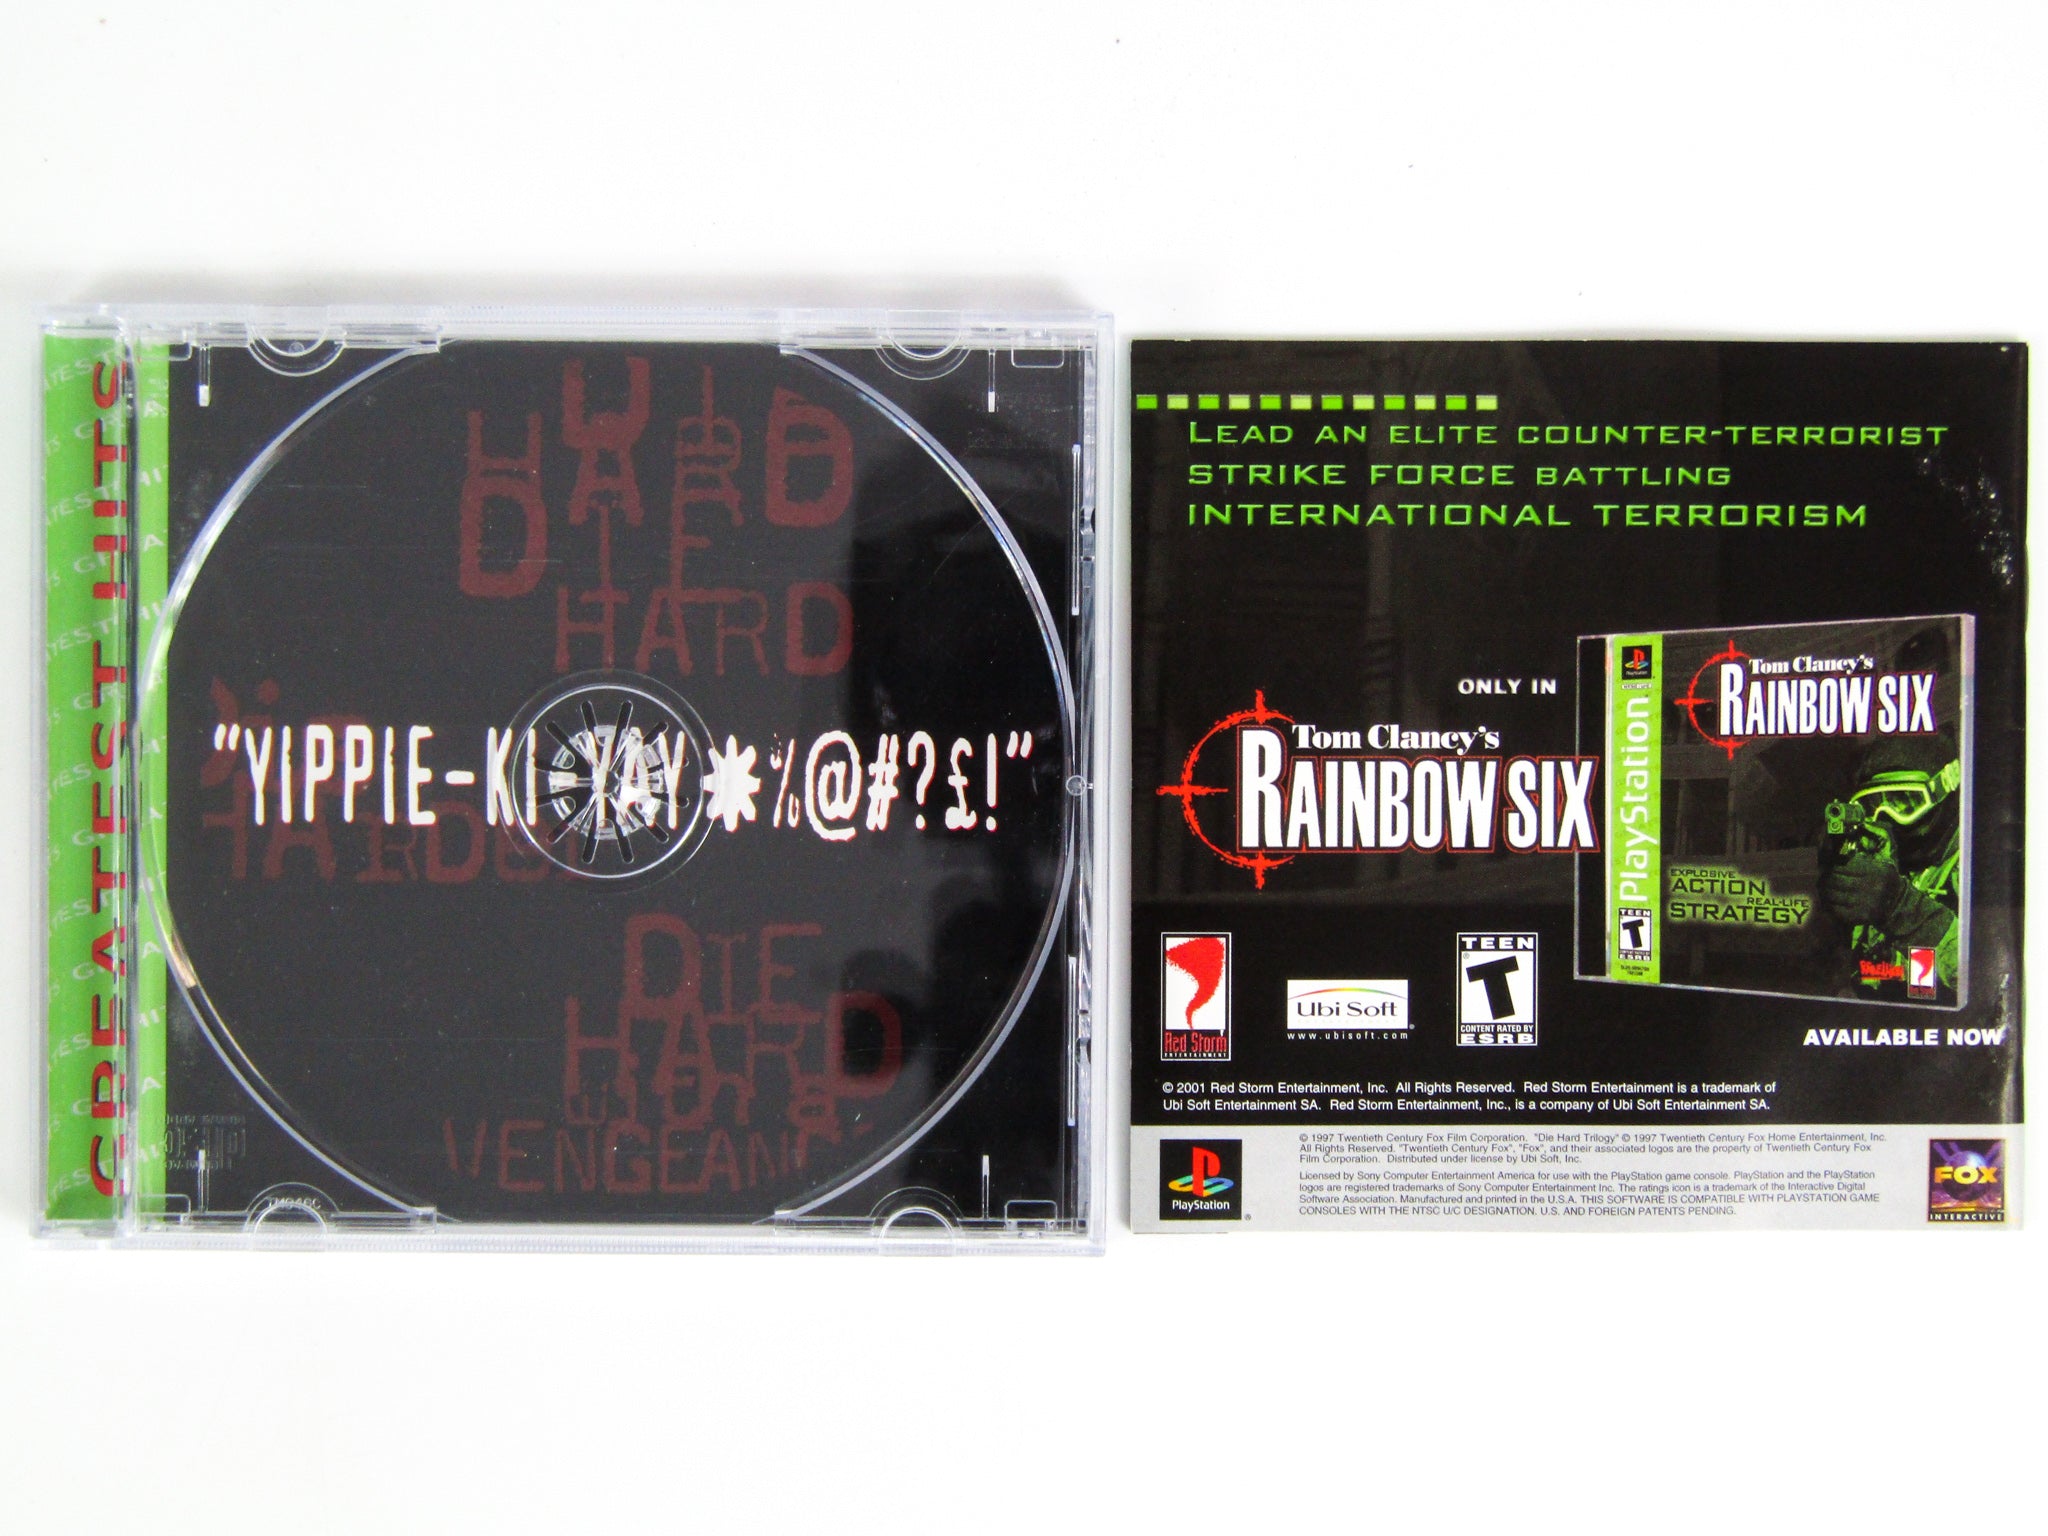 GREATEST HITS
DIE
HARD
"YIPPIE-KI YAY *%@#?£!"
DIE
HARD
WITH A
LEAD AN ELITE COUNTER-TERRORIST
STRIKE FORCE BATTLING
INTERNATIONAL TERRORISM
ONLY IN
Tom Clancy's
RAINBOW SIX
PlayStation
Tom Clancy's
RAINBOW SIX
PlayStation
EXPLOSIVE
ACTION
REAL-LIFE
STRATEGY
TEEN
T
ESRB
Red Storm
ENTERTAINMENT
Ubi Soft
www.ubisoft.com
TEEN
T
CONTENT RATED BY
ESRB
AVAILABLE NOW
© 2001 Red Storm Entertainment, Inc. All Rights Reserved. Red Storm Entertainment is a trademark of
Ubi Soft Entertainment SA. Red Storm Entertainment, Inc., is a company of Ubi Soft Entertainment SA.
PlayStation
© 1997 Twentieth Century Fox Film Corporation. "Die Hard Trilogy" © 1997 Twentieth Century Fox Home Entertainment, Inc.
All Rights Reserved. "Twentieth Century Fox", "Fox", and their associated logos are the property of Twentieth Century Fox
Film Corporation. Distributed under license by Ubi Soft, Inc.
Licensed by Sony Computer Entertainment America for use with the PlayStation game console. PlayStation and the PlayStation
logos are registered trademarks of Sony Computer Entertainment Inc. The ratings icon is a trademark of the Interactive Digital
Software Association. Manufactured and printed in the U.S.A. THIS SOFTWARE IS COMPATIBLE WITH PLAYSTATION GAME
CONSOLES WITH THE NTSC U/C DESIGNATION. U.S. AND FOREIGN PATENTS PENDING.
FOX
INTERACTIVE